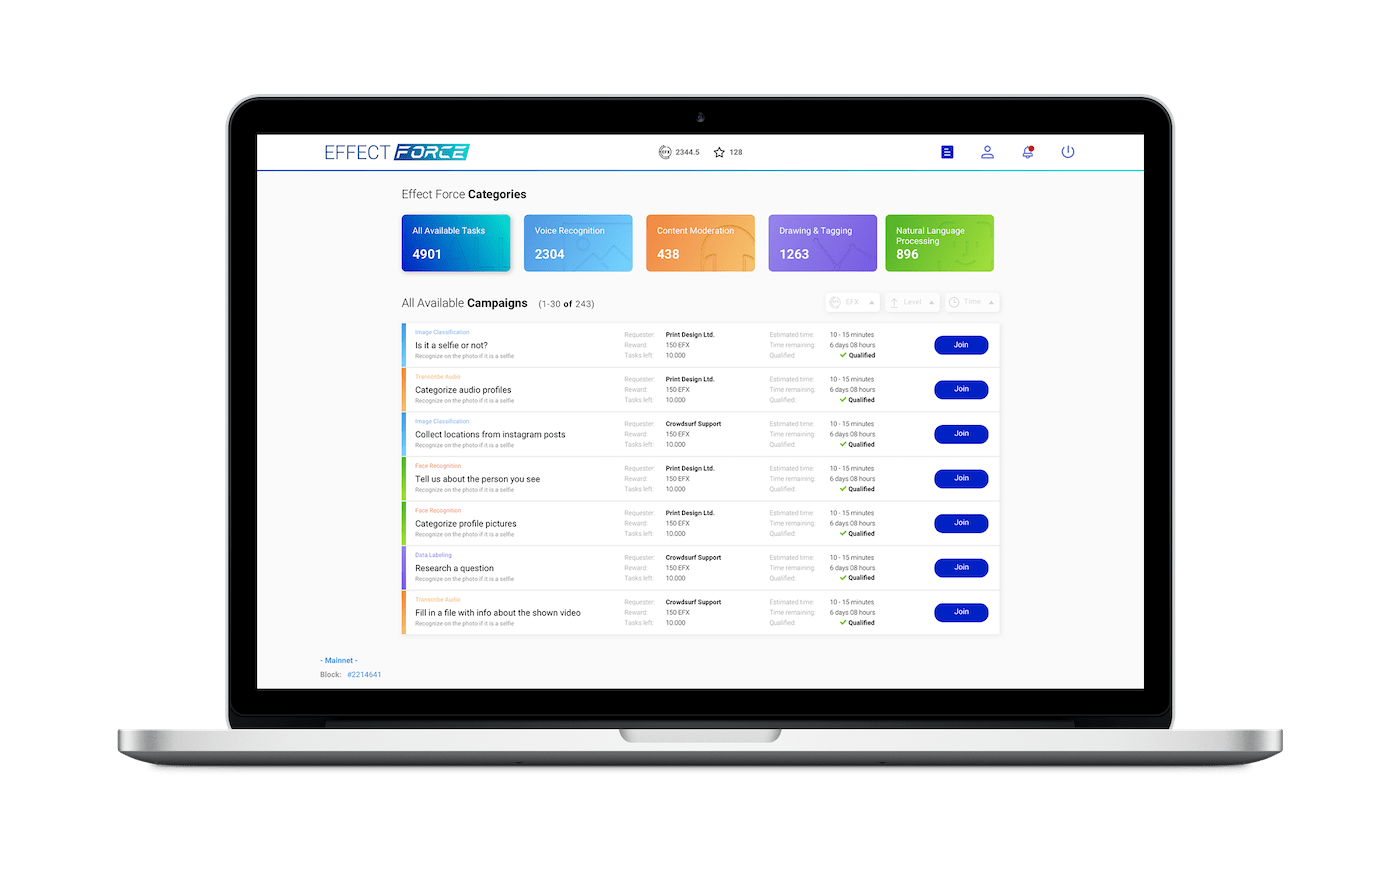 EFFECT FORCE
EFX 2344.5 128
Effect Force Categories
All Available Tasks
4901
Voice Recognition
2304
Content Moderation
438
Drawing & Tagging
1263
Natural Language
Processing
896
All Available Campaigns (1-30 of 243)
EFX Level Time
Image Classification
Is it a selfie or not?
Recognize on the photo if it is a selfie
Requester: Print Design Ltd.
Reward: 150 EFX
Tasks left: 10.000
Estimated time: 10 - 15 minutes
Time remaining: 6 days 08 hours
Qualified: Qualified
Join
Transcribe Audio
Categorize audio profiles
Recognize on the photo if it is a selfie
Requester: Print Design Ltd.
Reward: 150 EFX
Tasks left: 10.000
Estimated time: 10 - 15 minutes
Time remaining: 6 days 08 hours
Qualified: Qualified
Join
Image Classification
Collect locations from instagram posts
Recognize on the photo if it is a selfie
Requester: Crowdsurf Support
Reward: 150 EFX
Tasks left: 10.000
Estimated time: 10 - 15 minutes
Time remaining: 6 days 08 hours
Qualified: Qualified
Join
Face Recognition
Tell us about the person you see
Recognize on the photo if it is a selfie
Requester: Print Design Ltd.
Reward: 150 EFX
Tasks left: 10.000
Estimated time: 10 - 15 minutes
Time remaining: 6 days 08 hours
Qualified: Qualified
Join
Face Recognition
Categorize profile pictures
Recognize on the photo if it is a selfie
Requester: Print Design Ltd.
Reward: 150 EFX
Tasks left: 10.000
Estimated time: 10 - 15 minutes
Time remaining: 6 days 08 hours
Qualified: Qualified
Join
Data Labeling
Research a question
Recognize on the photo if it is a selfie
Requester: Crowdsurf Support
Reward: 150 EFX
Tasks left: 10.000
Estimated time: 10 - 15 minutes
Time remaining: 6 days 08 hours
Qualified: Qualified
Join
Transcribe Audio
Fill in a file with info about the shown video
Recognize on the photo if it is a selfie
Requester: Crowdsurf Support
Reward: 150 EFX
Tasks left: 10.000
Estimated time: 10 - 15 minutes
Time remaining: 6 days 08 hours
Qualified: Qualified
Join
- Mainnet -
Block: #2214641